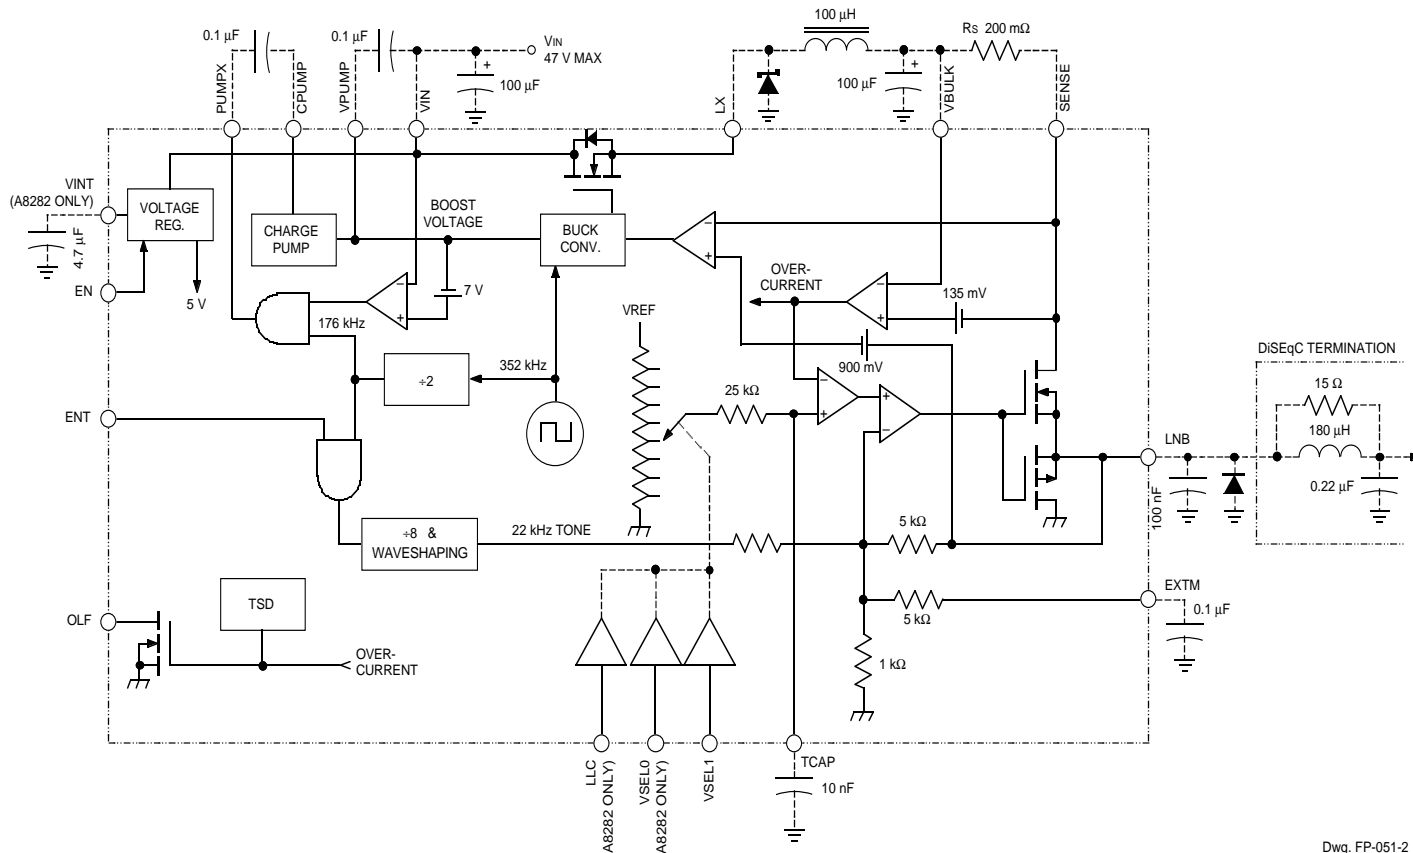 100 µH
0.1 µF
0.1 µF
VIN
47 V MAX
RS 200 mΩ
100 µF
100 µF
PUMPX
CPUMP
VPUMP
VIN
LX
VBULK
SENSE
VINT
(A8282 ONLY)
VOLTAGE
REG.
4.7 µF
EN
5 V
CHARGE
PUMP
BOOST
VOLTAGE
BUCK
CONV.
–
+
OVER-
CURRENT
–
+
135 mV
–
+
7 V
176 kHz
VREF
900 mV
÷2
352 kHz
25 kΩ
–
+
+
–
DiSEqC TERMINATION
15 Ω
180 µH
0.22 µF
ENT
LNB
100 nF
÷8 &
WAVESHAPING
22 kHz TONE
5 kΩ
EXTM
0.1 µF
5 kΩ
1 kΩ
TSD
OLF
OVER-
CURRENT
LLC
A8282 ONLY)
VSEL0
A8282 ONLY)
VSEL1
TCAP
10 nF
Dwg. FP-051-2